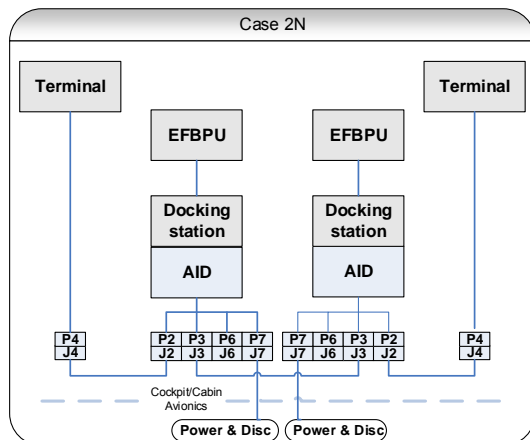 Case 2N
Terminal
Terminal
EFBPU
EFBPU
Docking
station
Docking
station
AID
AID
P4
J4
P2 P3 P6 P7
J2 J3 J6 J7
P7 P6 P3 P2
J7 J6 J3 J2
P4
J4
Cockpit/Cabin
Avionics
Power & Disc
Power & Disc